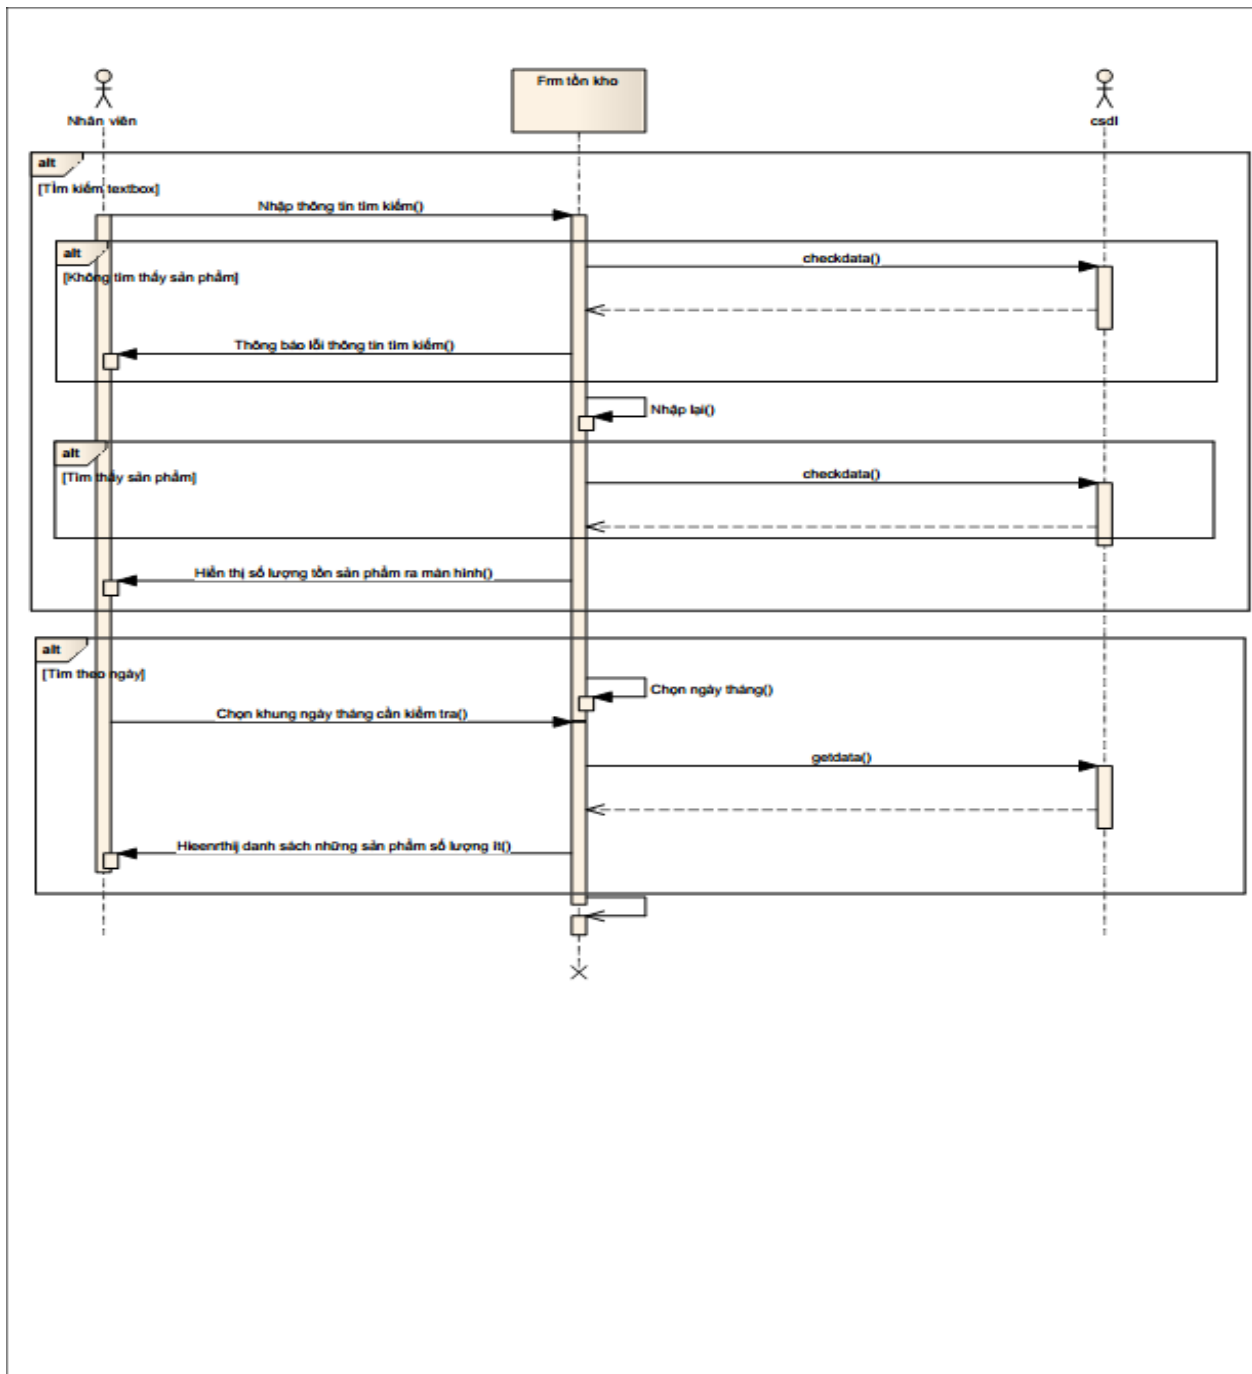 Nhân viên
Frm tồn kho
csdl
alt
[Tìm kiếm textbox]
Nhập thông tin tìm kiếm()
alt
[Không tìm thấy sản phẩm]
checkdata()
Thông báo lỗi thông tin tìm kiếm()
Nhập lại()
alt
[Tìm thấy sản phẩm]
checkdata()
Hiển thị số lượng tồn sản phẩm ra màn hình()
alt
[Tìm theo ngày]
Chọn ngày tháng()
Chọn khung ngày tháng cần kiểm tra()
getdata()
Hieenrthij danh sách những sản phẩm số lượng ít()